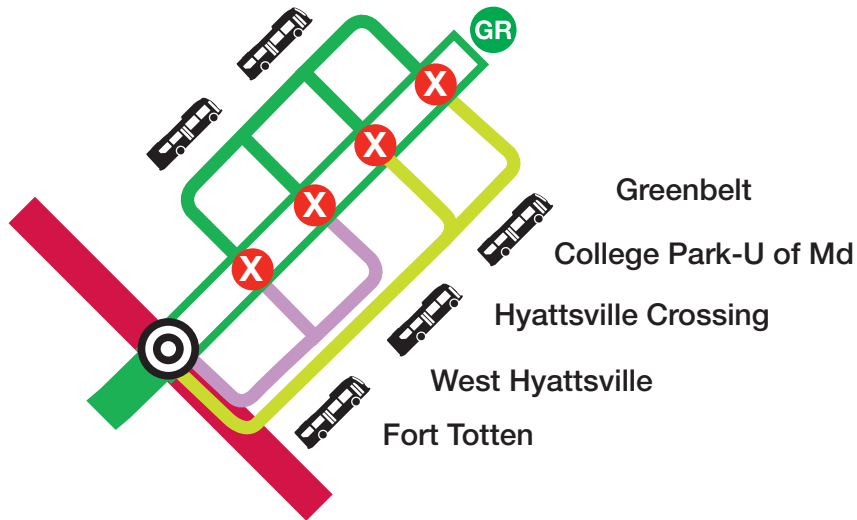 GR
X
X
X
X
Greenbelt
College Park-U of Md
Hyattsville Crossing
West Hyattsville
Fort Totten